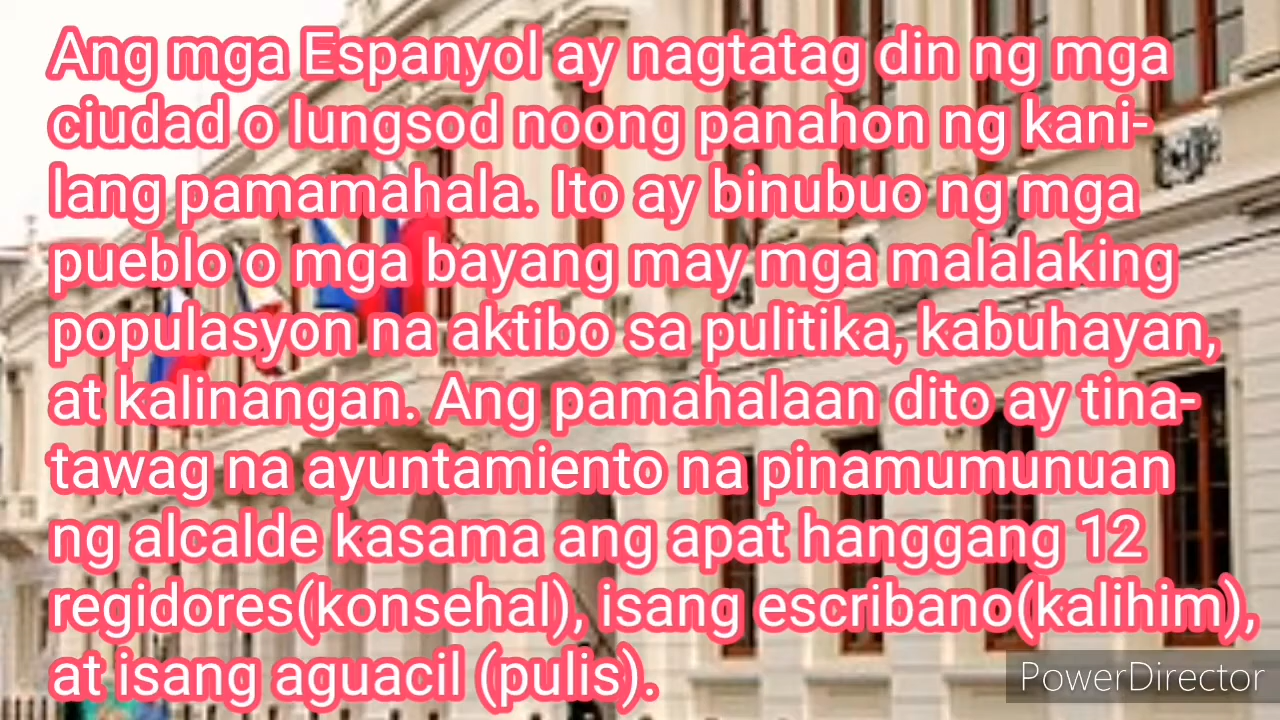 Ang mga Espanyol ay nagtatag din ng mga
ciudad o lungsod noong panahon ng kani-
lang pamamahala. Ito ay binubuo ng mga
pueblo o mga bayang may mga malalaking
populasyon na aktibo sa pulitika, kabuhayan,
at kalinangan. Ang pamahalaan dito ay tina-
tawag na ayuntamiento na pinamumunuan
ng alcalde kasama ang apat hanggang 12
regidores(konsehal), isang escribano(kalihim),
at isang aguacil (pulis).
PowerDirector